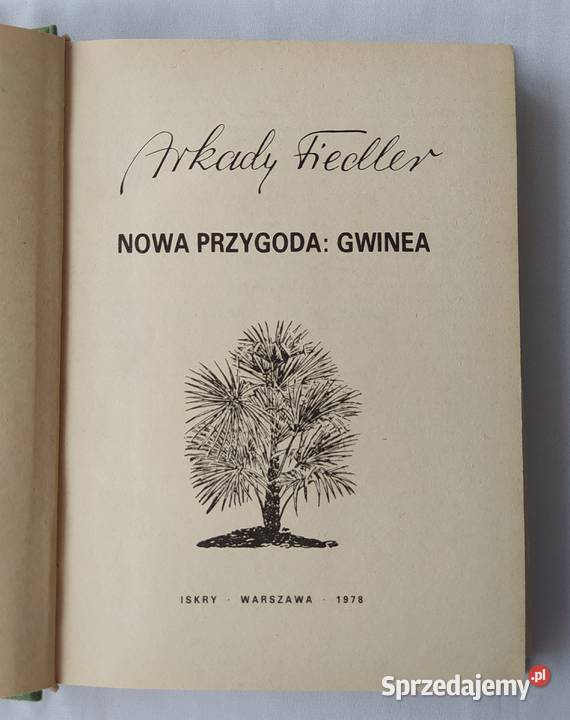 Arkady Fiedler
NOWA PRZYGODA: GWINEA
ISKRY · WARSZAWA · 1978
Sprzedajemy.pl